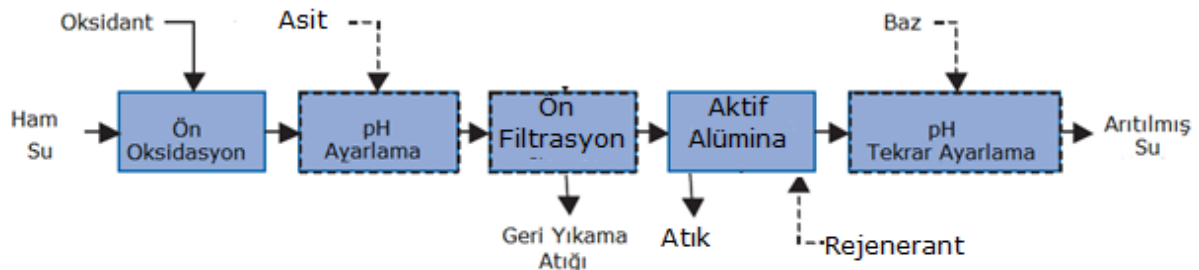 Oksidant
Asit
Baz
Ham
Su
Ön
Oksidasyon
pH
Ayarlama
Ön
Filtrasyon
Aktif
Alümina
pH
Tekrar Ayarlama
Arıtılmış
Su
Geri Yıkama
Atığı
Atık
Rejenerant